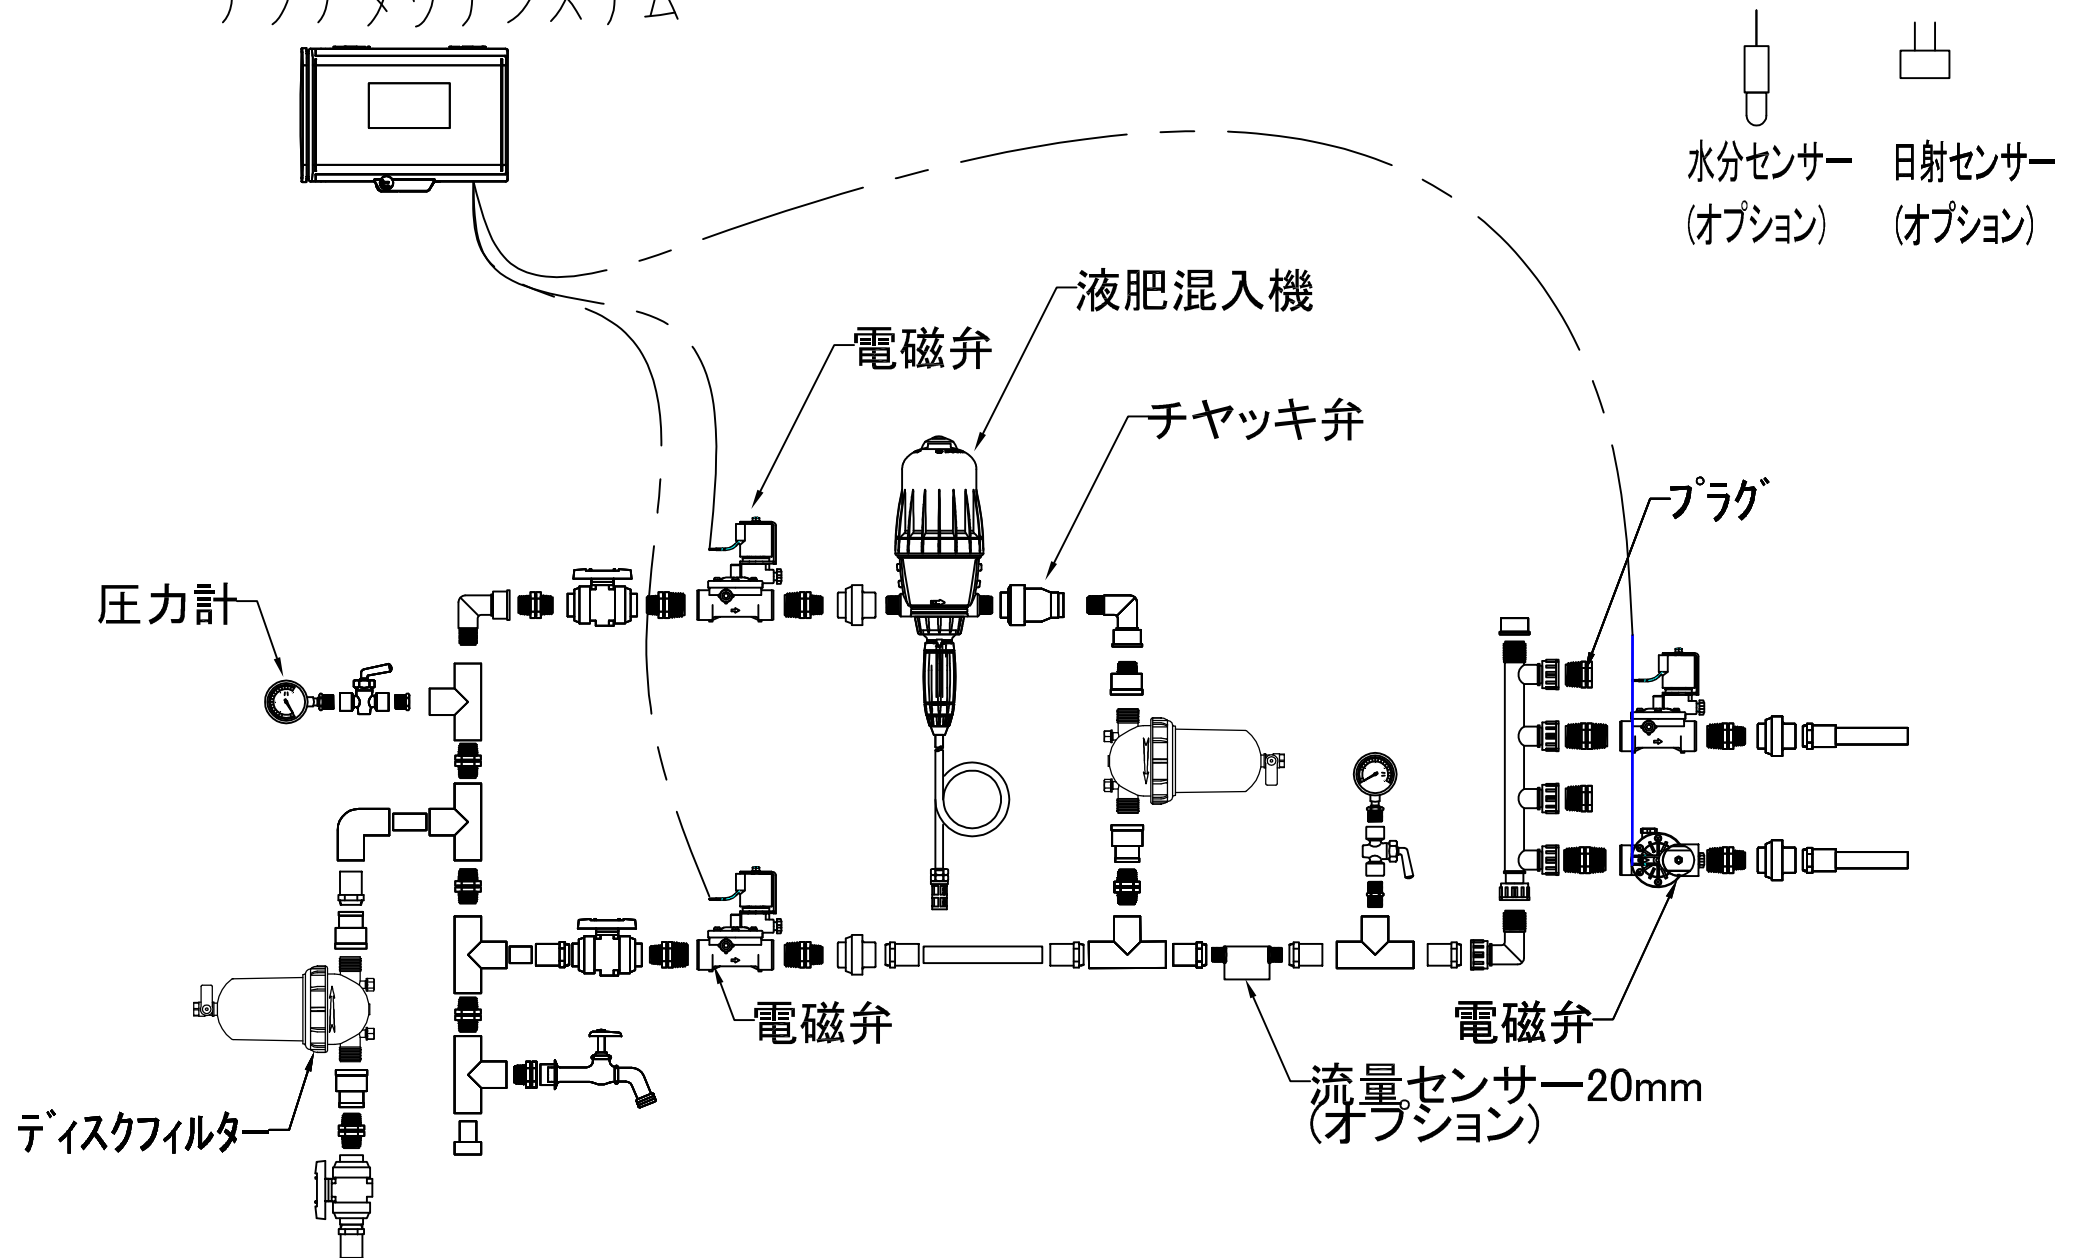 水分センサー
(オプション)
日射センサー
(オプション)
液肥混入機
電磁弁
チヤッキ弁
プラグ
圧力計
電磁弁
電磁弁
流量センサー20mm
(オプション)
ディスクフィルター